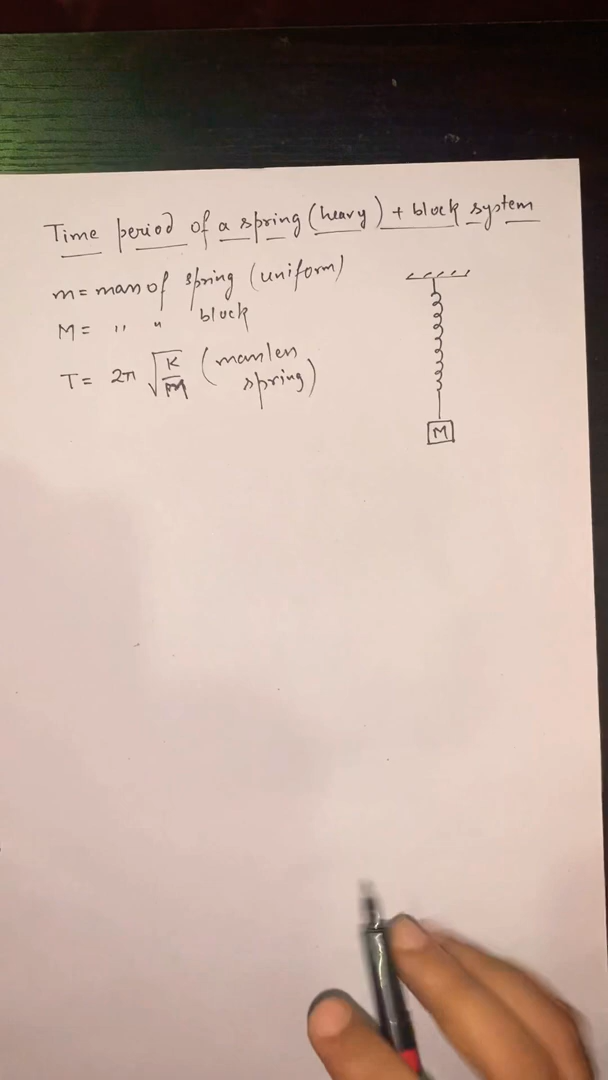 Time period of a spring (heavy) + block system
m = mass of spring (uniform)
M = " " block
T = 2π √(K/m) (massless
spring)
M